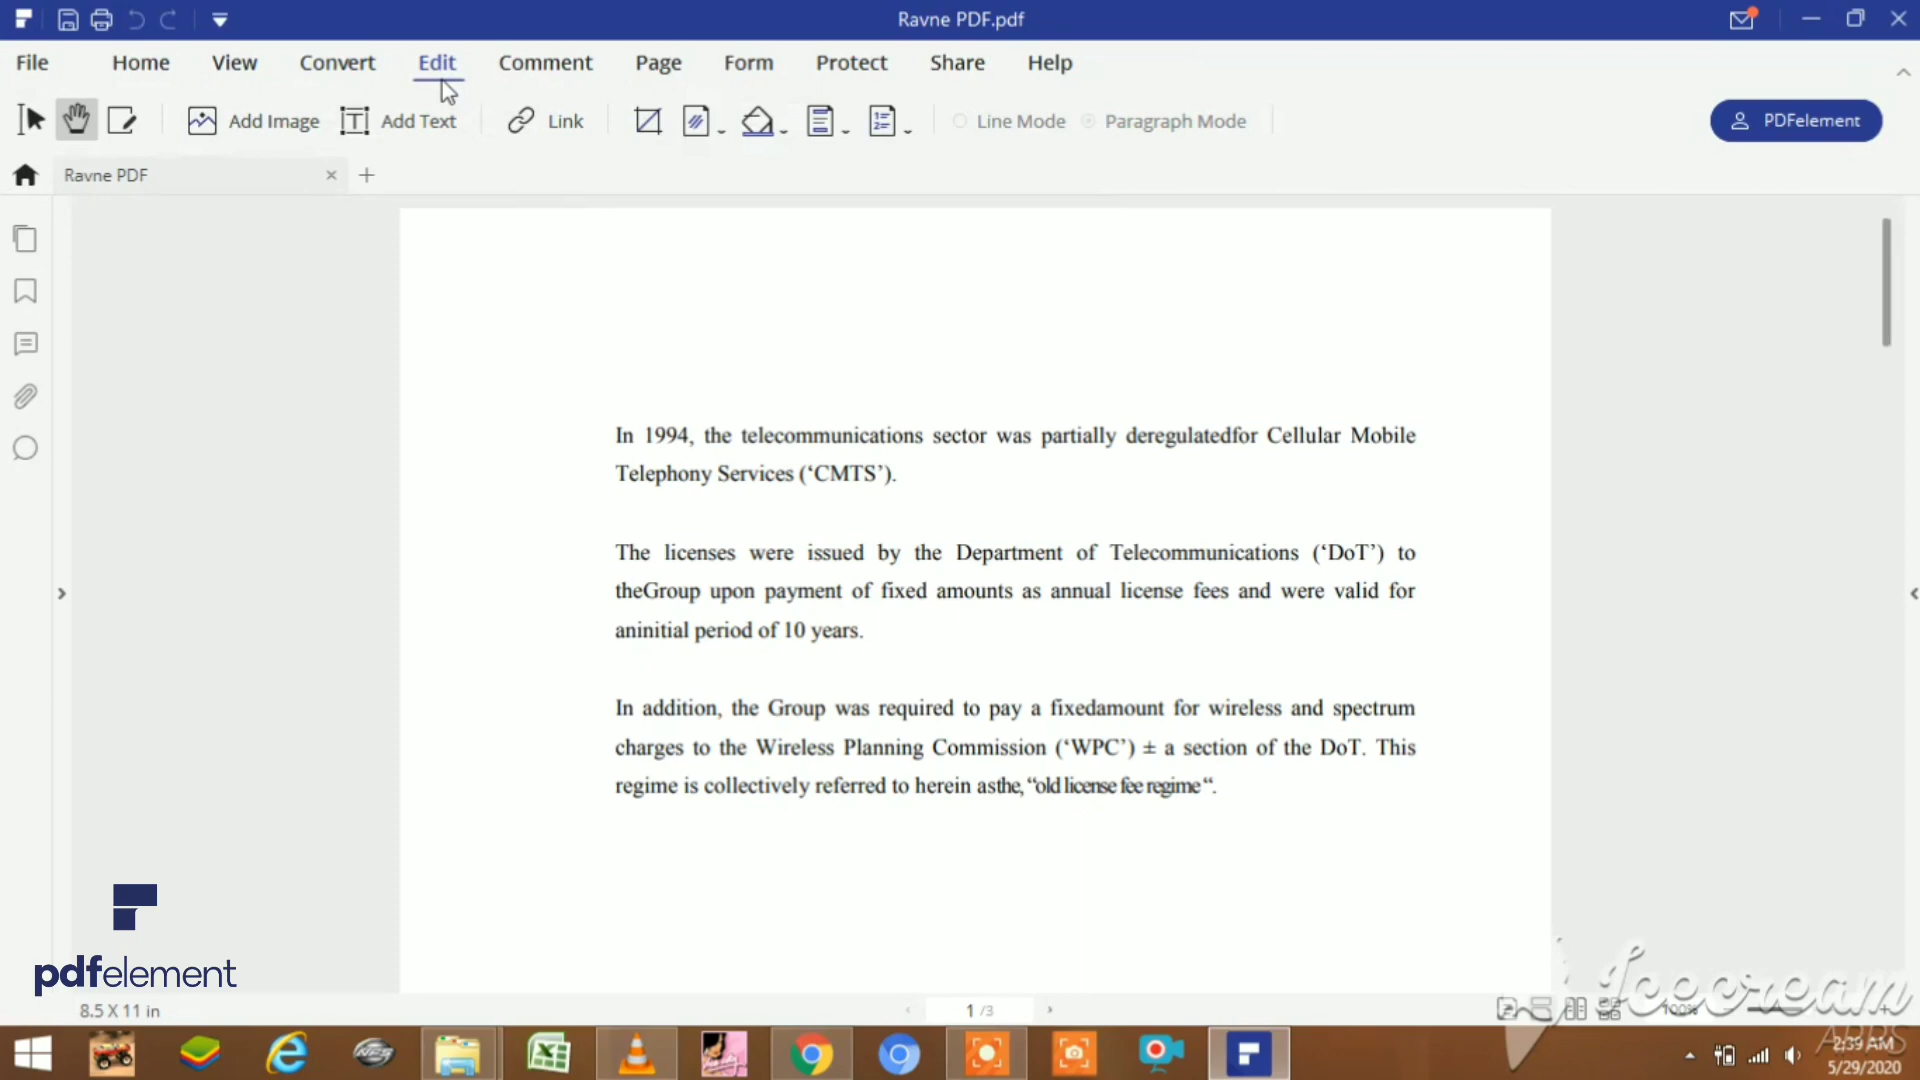 Ravne PDF.pdf
File Home View Convert Edit Comment Page Form Protect Share Help
Add Image T Add Text Link Line Mode Paragraph Mode PDFelement
Ravne PDF
In 1994, the telecommunications sector was partially deregulatedfor Cellular Mobile
Telephony Services (‘CMTS’).
The licenses were issued by the Department of Telecommunications (‘DoT’) to
theGroup upon payment of fixed amounts as annual license fees and were valid for
aninitial period of 10 years.
In addition, the Group was required to pay a fixedamount for wireless and spectrum
charges to the Wireless Planning Commission (‘WPC’) ± a section of the DoT. This
regime is collectively referred to herein asthe, “old license fee regime“.
pdfelement
Icecream
APPS
8.5 X 11 in 1 /3 100%
2:39 AM
5/29/2020